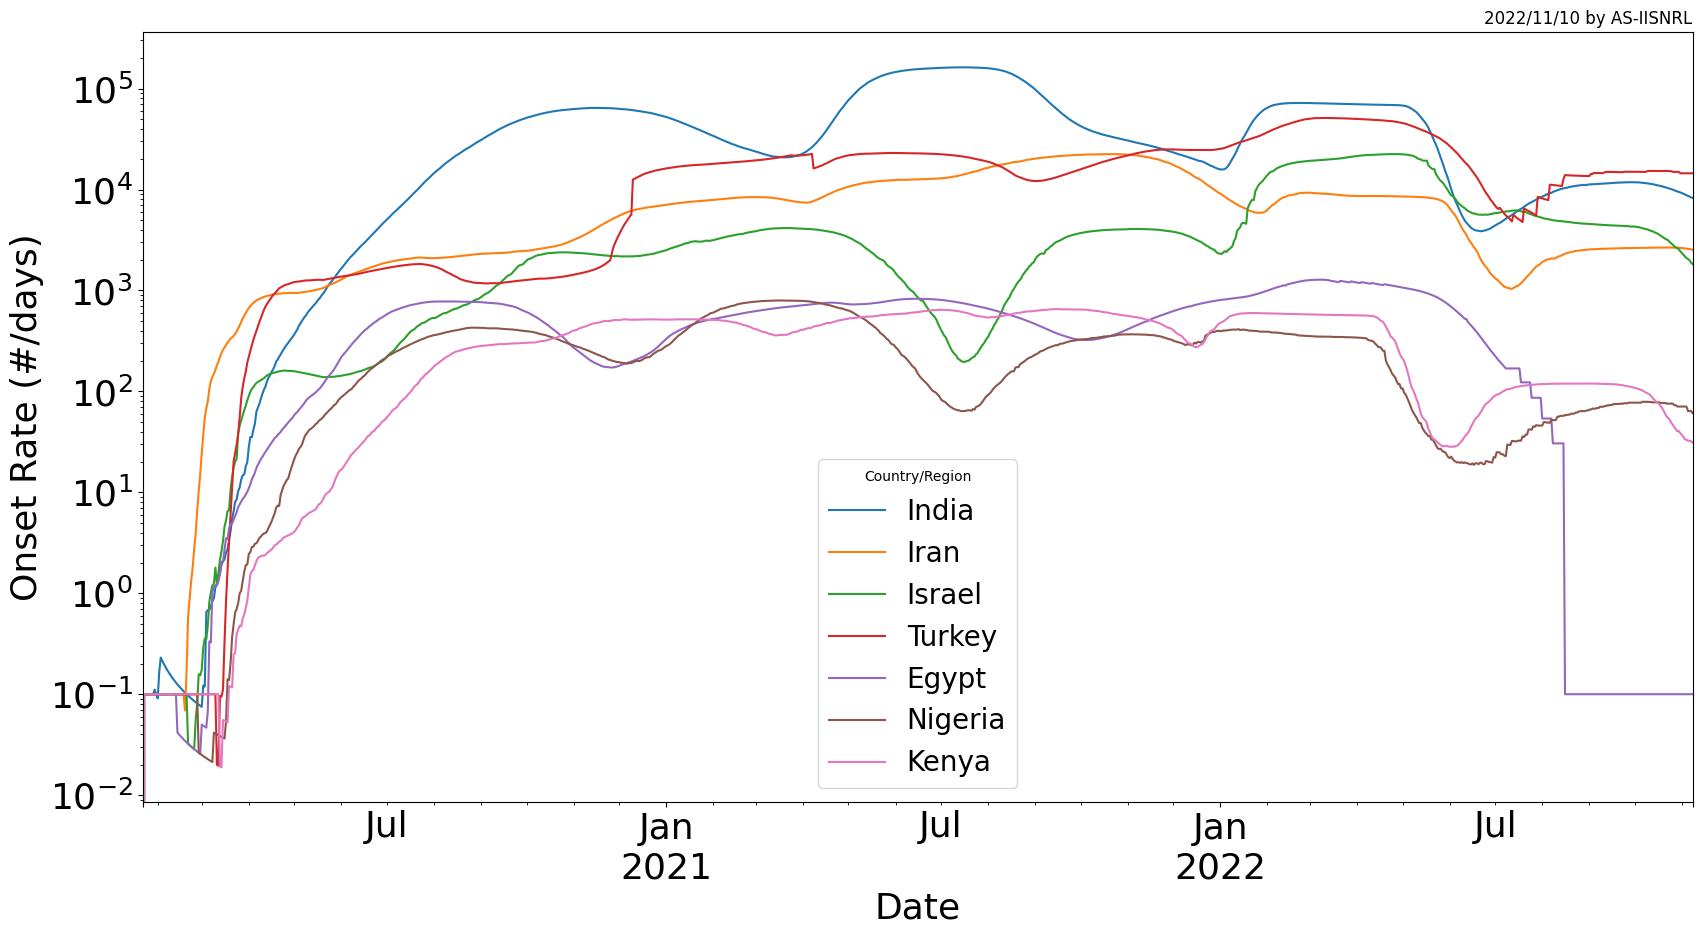 2022/11/10 by AS-IISNRL
Onset Rate (#/days)
10^5
10^4
10^3
10^2
10^1
10^0
10^−1
10^−2
Country/Region
India
Iran
Israel
Turkey
Egypt
Nigeria
Kenya
Jul Jan Jul Jan Jul
2021 2022
Date